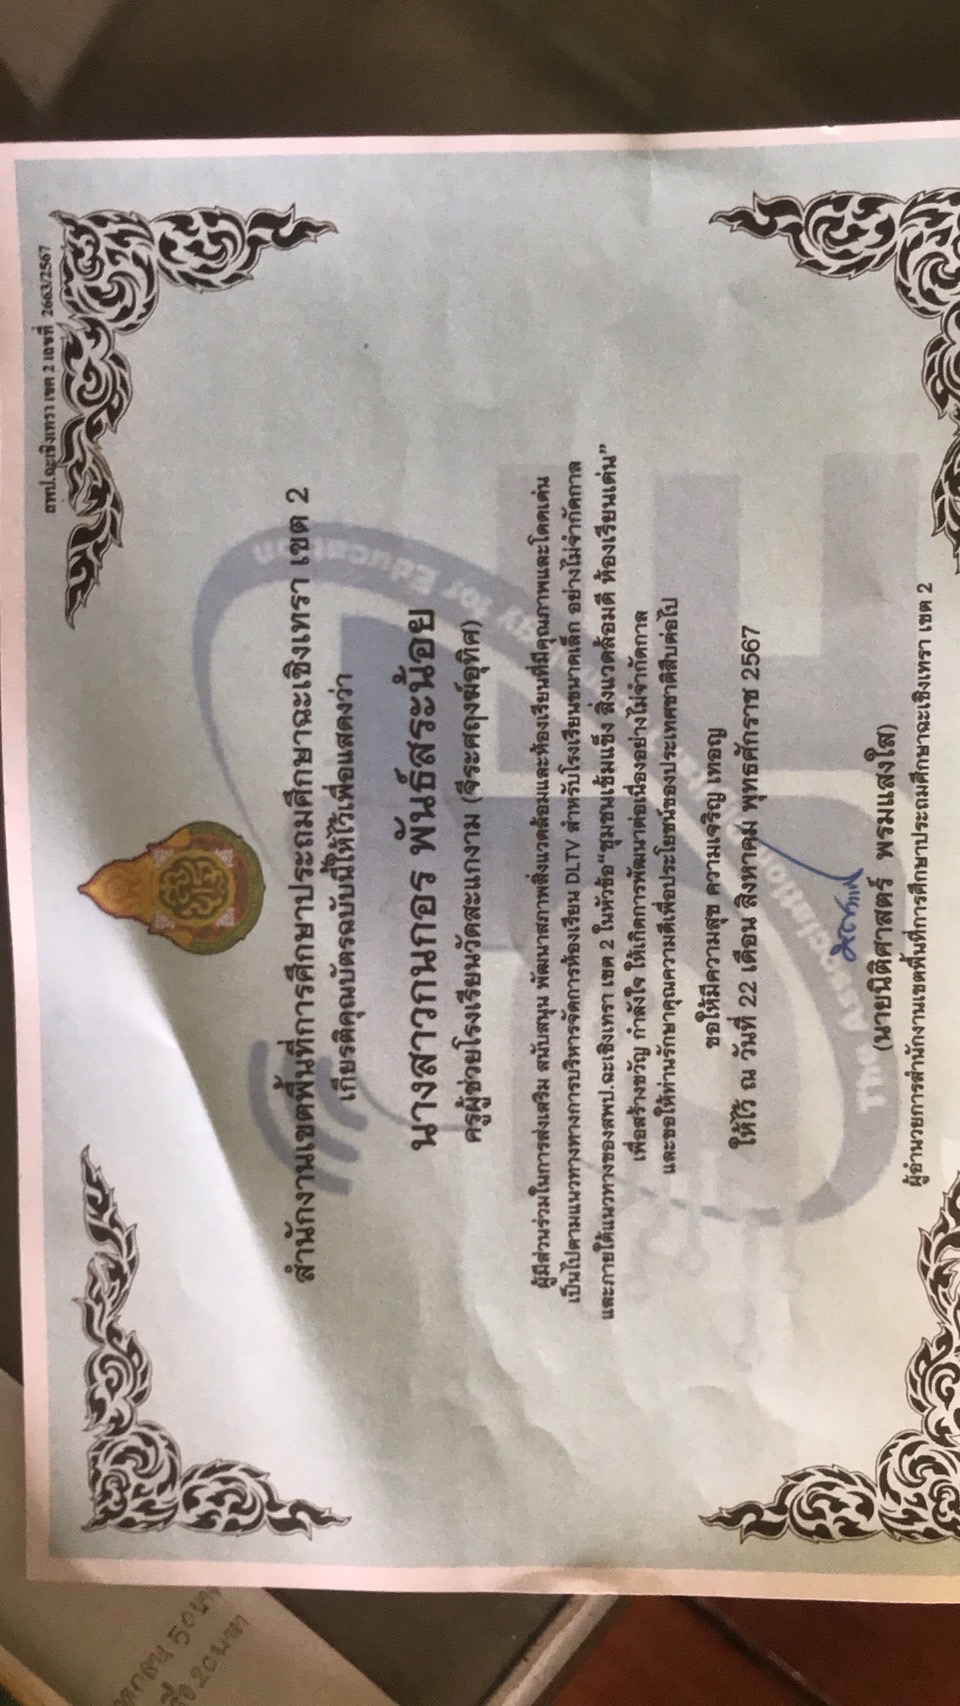 สพป.ฉะเชิงเทรา เขต 2 เลขที่ 2663/2567
สำนักงานเขตพื้นที่การศึกษาประถมศึกษาฉะเชิงเทรา เขต 2
เกียรติคุณบัตรฉบับนี้ให้ไว้เพื่อแสดงว่า
นางสาวกนกอร พันธ์สระน้อย
ครูผู้ช่วยโรงเรียนวัดสะแกงาม (จีระศฤงฆ์อุทิศ)
ผู้มีส่วนร่วมในการส่งเสริม สนับสนุน พัฒนาสภาพสิ่งแวดล้อมและห้องเรียนที่มีคุณภาพและโดดเด่น
เป็นไปตามแนวทางทางการบริหารจัดการห้องเรียน DLTV สำหรับโรงเรียนขนาดเล็ก อย่างไม่จำกัดกาล
และภายใต้แนวทางของสพป.ฉะเชิงเทรา เขต 2 ในหัวข้อ“ชุมชนเข้มแข็ง สิ่งแวดล้อมดี ห้องเรียนเด่น”
เพื่อสร้างขวัญ กำลังใจ ให้เกิดการพัฒนาต่อเนื่องอย่างไม่จำกัดกาล
และขอให้ท่านรักษาคุณความดีเพื่อประโยชน์ของประเทศชาติสืบต่อไป
ขอให้มีความสุข ความเจริญ เทอญ
ให้ไว้ ณ วันที่ 22 เดือน สิงหาคม พุทธศักราช 2567
(นายนิติศาสตร์ พรมแสงใส)
ผู้อำนวยการสำนักงานเขตพื้นที่การศึกษาประถมศึกษาฉะเชิงเทรา เขต 2
for Education
The Association
50บาท
20บาท